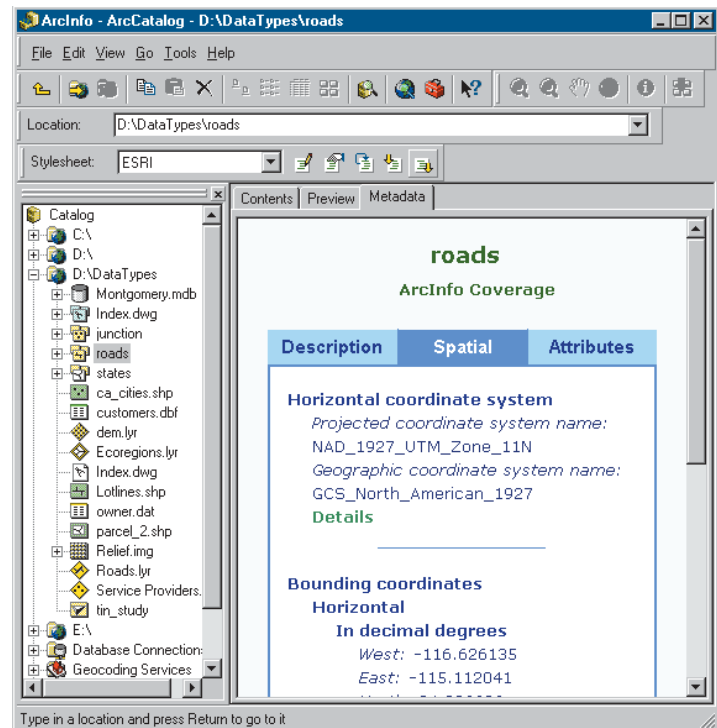 ArcInfo - ArcCatalog - D:\DataTypes\roads
File Edit View Go Tools Help
Location: D:\DataTypes\roads
Stylesheet: ESRI
Catalog
C:\
D:\
D:\DataTypes
Montgomery.mdb
Index.dwg
junction
roads
states
ca_cities.shp
customers.dbf
dem.lyr
Ecoregions.lyr
Index.dwg
Lotlines.shp
owner.dat
parcel_2.shp
Relief.img
Roads.lyr
Service Providers.
tin_study
E:\
Database Connection
Geocoding Services
Contents Preview Metadata
roads
ArcInfo Coverage
Description Spatial Attributes
Horizontal coordinate system
Projected coordinate system name:
NAD_1927_UTM_Zone_11N
Geographic coordinate system name:
GCS_North_American_1927
Details
Bounding coordinates
Horizontal
In decimal degrees
West: -116.626135
East: -115.112041
Type in a location and press Return to go to it